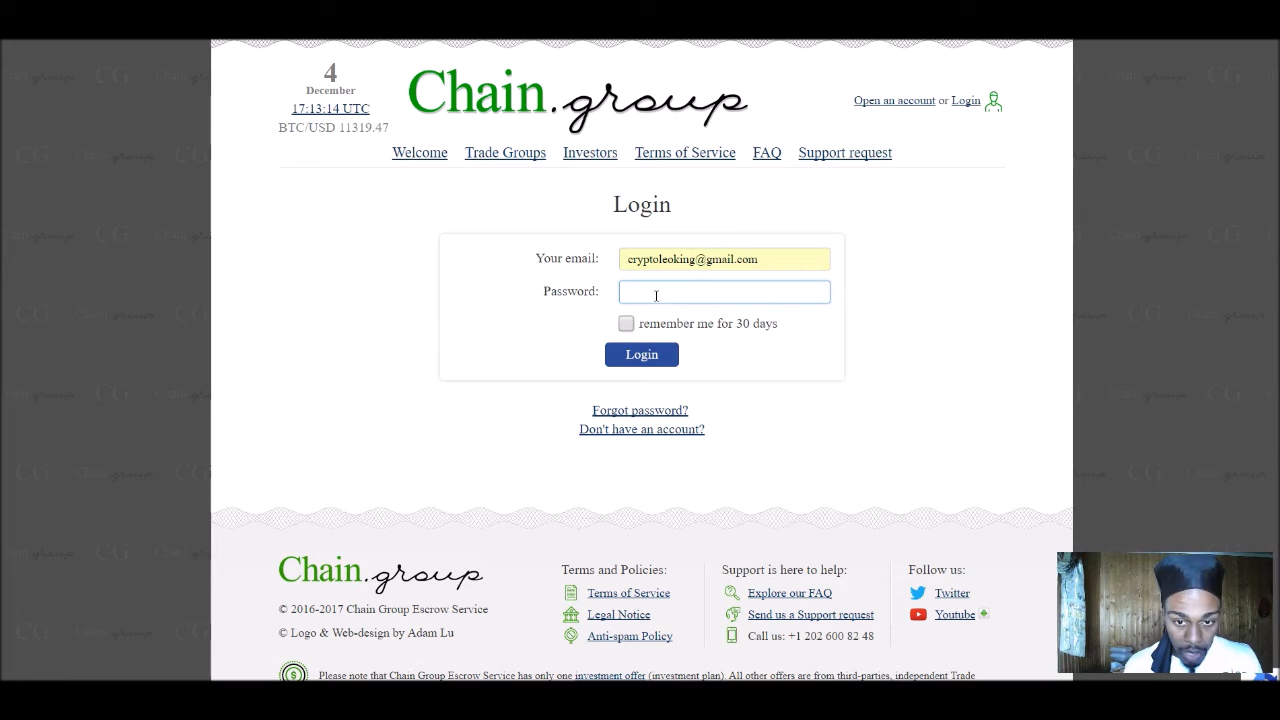 4
December
17:13:14 UTC
BTC/USD 11319.47
Chain.group
Open an account or Login
Welcome Trade Groups Investors Terms of Service FAQ Support request
Login
Your email: cryptoleoking@gmail.com
Password:
remember me for 30 days
Login
Forgot password?
Don't have an account?
Chain.group
© 2016-2017 Chain Group Escrow Service
© Logo & Web-design by Adam Lu
Terms and Policies:
Terms of Service
Legal Notice
Anti-spam Policy
Support is here to help:
Explore our FAQ
Send us a Support request
Call us: +1 202 600 82 48
Follow us:
Twitter
Youtube
Please note that Chain Group Escrow Service has only one investment offer (investment plan). All other offers are from third-parties, independent Trade